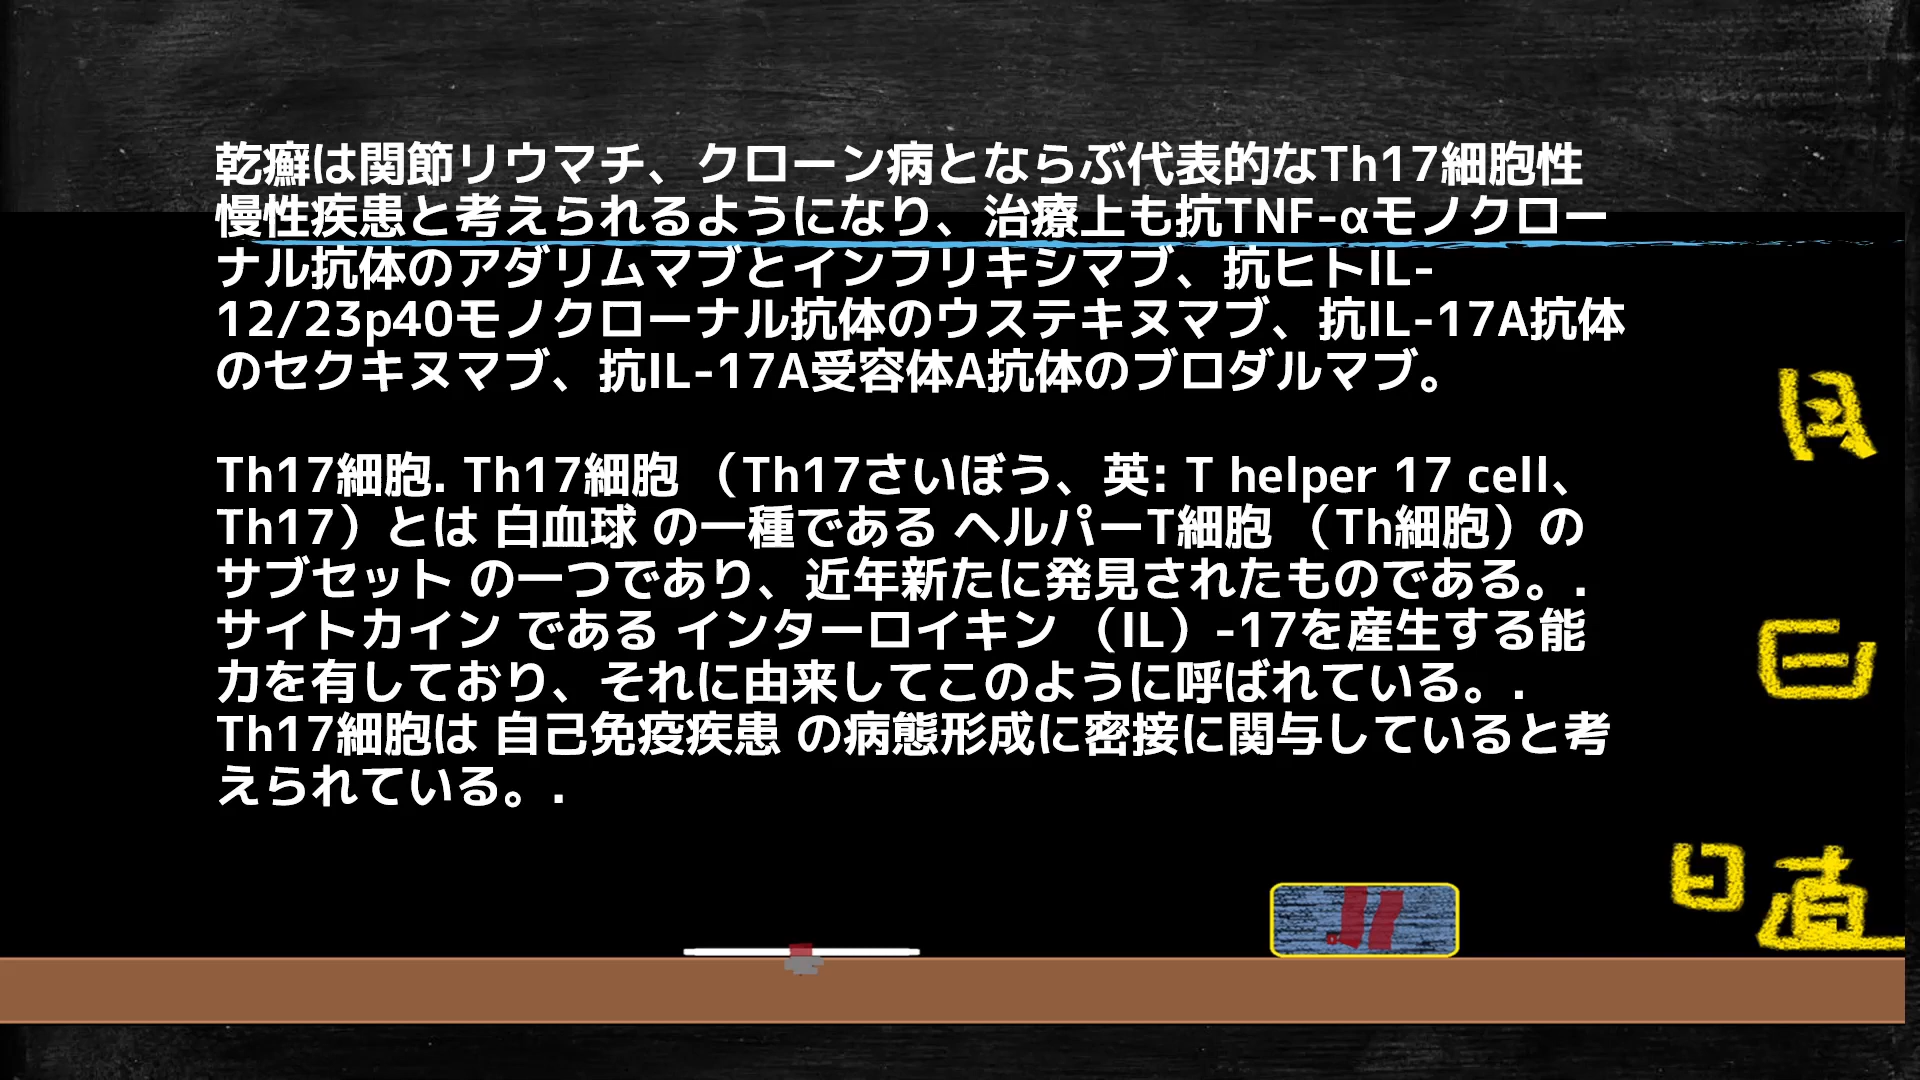 乾癬は関節リウマチ、クローン病とならぶ代表的なTh17細胞性
慢性疾患と考えられるようになり、治療上も抗TNF-αモノクロー
ナル抗体のアダリムマブとインフリキシマブ、抗ヒトIL-
12/23p40モノクローナル抗体のウステキヌマブ、抗IL-17A抗体
のセクキヌマブ、抗IL-17A受容体A抗体のブロダルマブ。
Th17細胞. Th17細胞 （Th17さいぼう、英: T helper 17 cell、
Th17）とは 白血球 の一種である ヘルパーT細胞 （Th細胞）の
サブセット の一つであり、近年新たに発見されたものである。.
サイトカイン である インターロイキン （IL）-17を産生する能
力を有しており、それに由来してこのように呼ばれている。.
Th17細胞は 自己免疫疾患 の病態形成に密接に関与していると考
えられている。.
月
日
日直